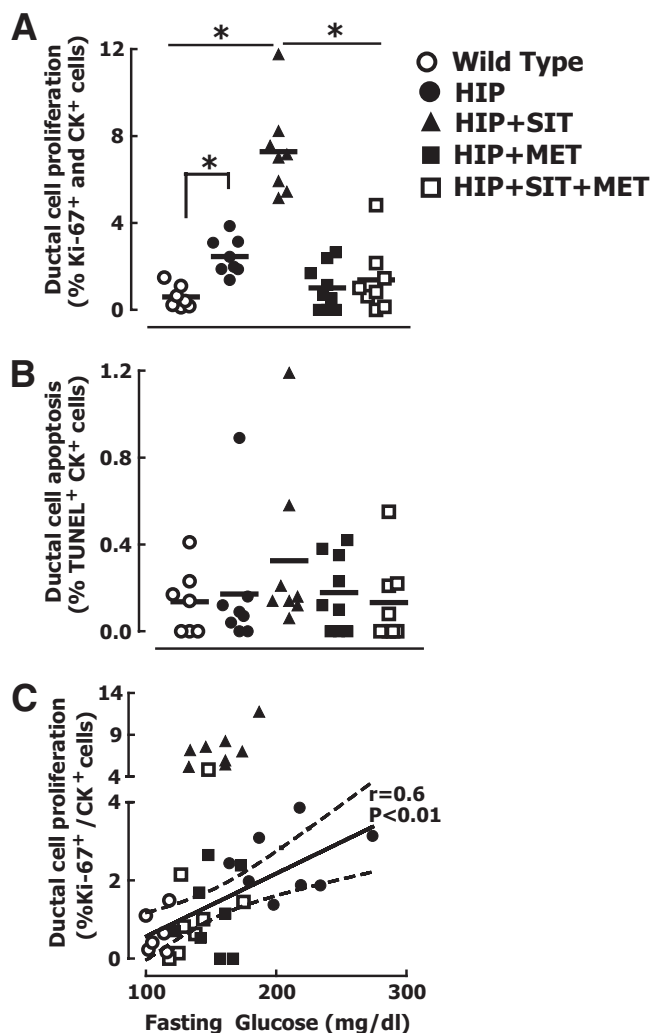 A
Ductal cell proliferation
(% Ki-67+ and CK+ cells)
12
8
4
0
*
*
*
Wild Type
HIP
HIP+SIT
HIP+MET
HIP+SIT+MET
B
Ductal cell apoptosis
(% TUNEL+ CK+ cells)
1.2
0.8
0.4
0.0
C
Ductal cell proliferation
(%Ki-67+ /CK + cells)
14
9
4
4
2
0
r=0.6
P<0.01
100
200
300
Fasting Glucose (mg/dl)